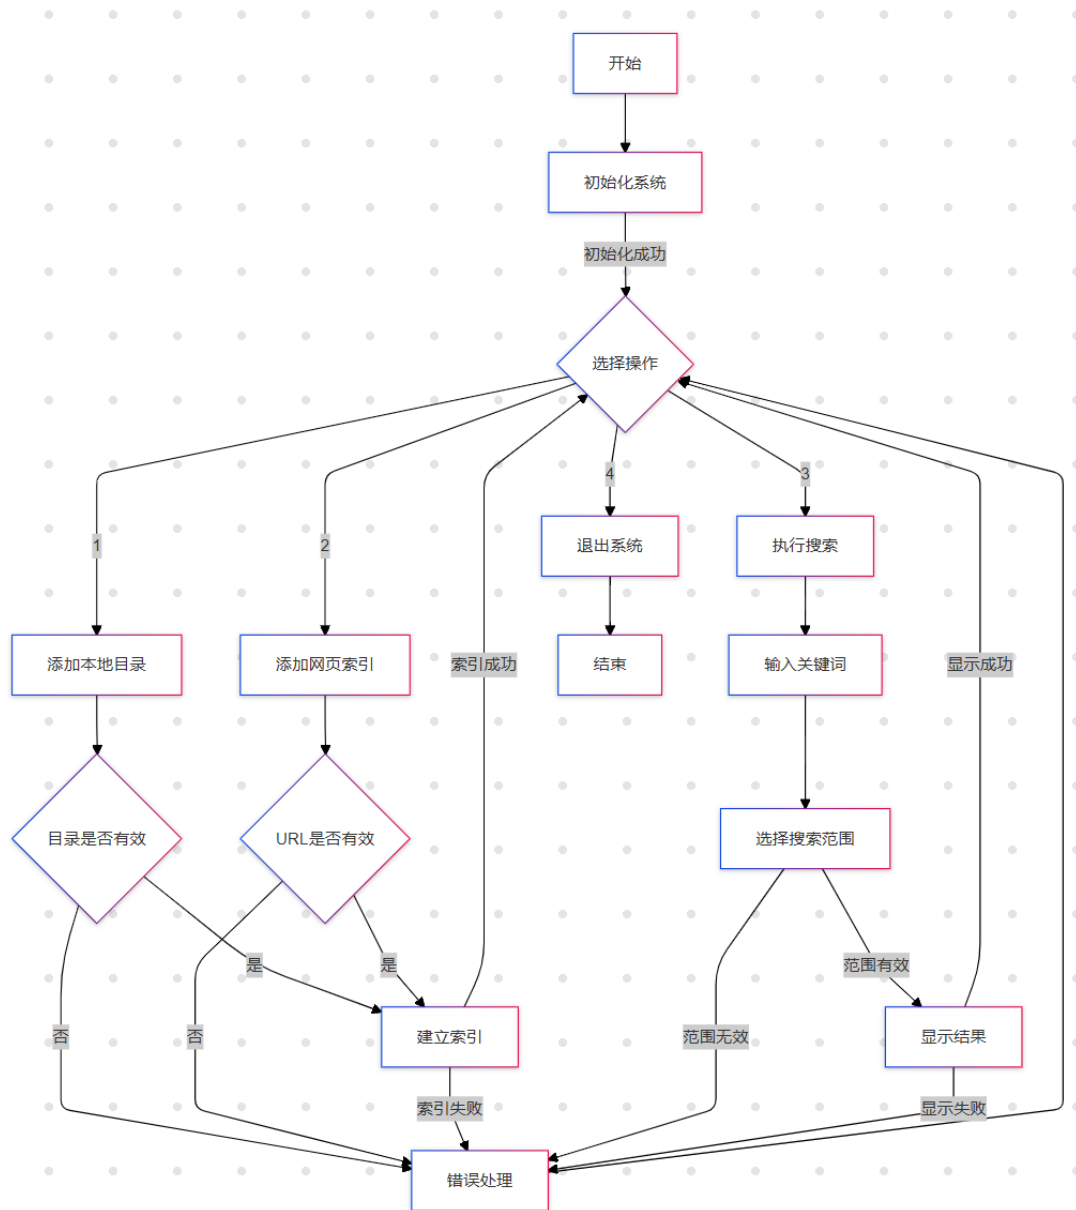 开始
初始化系统
初始化成功
选择操作
4
3
退出系统
执行搜索
1
2
添加本地目录
添加网页索引
索引成功
结束
输入关键词
显示成功
目录是否有效
URL是否有效
选择搜索范围
是
是
范围有效
否
否
建立索引
范围无效
显示结果
索引失败
显示失败
错误处理